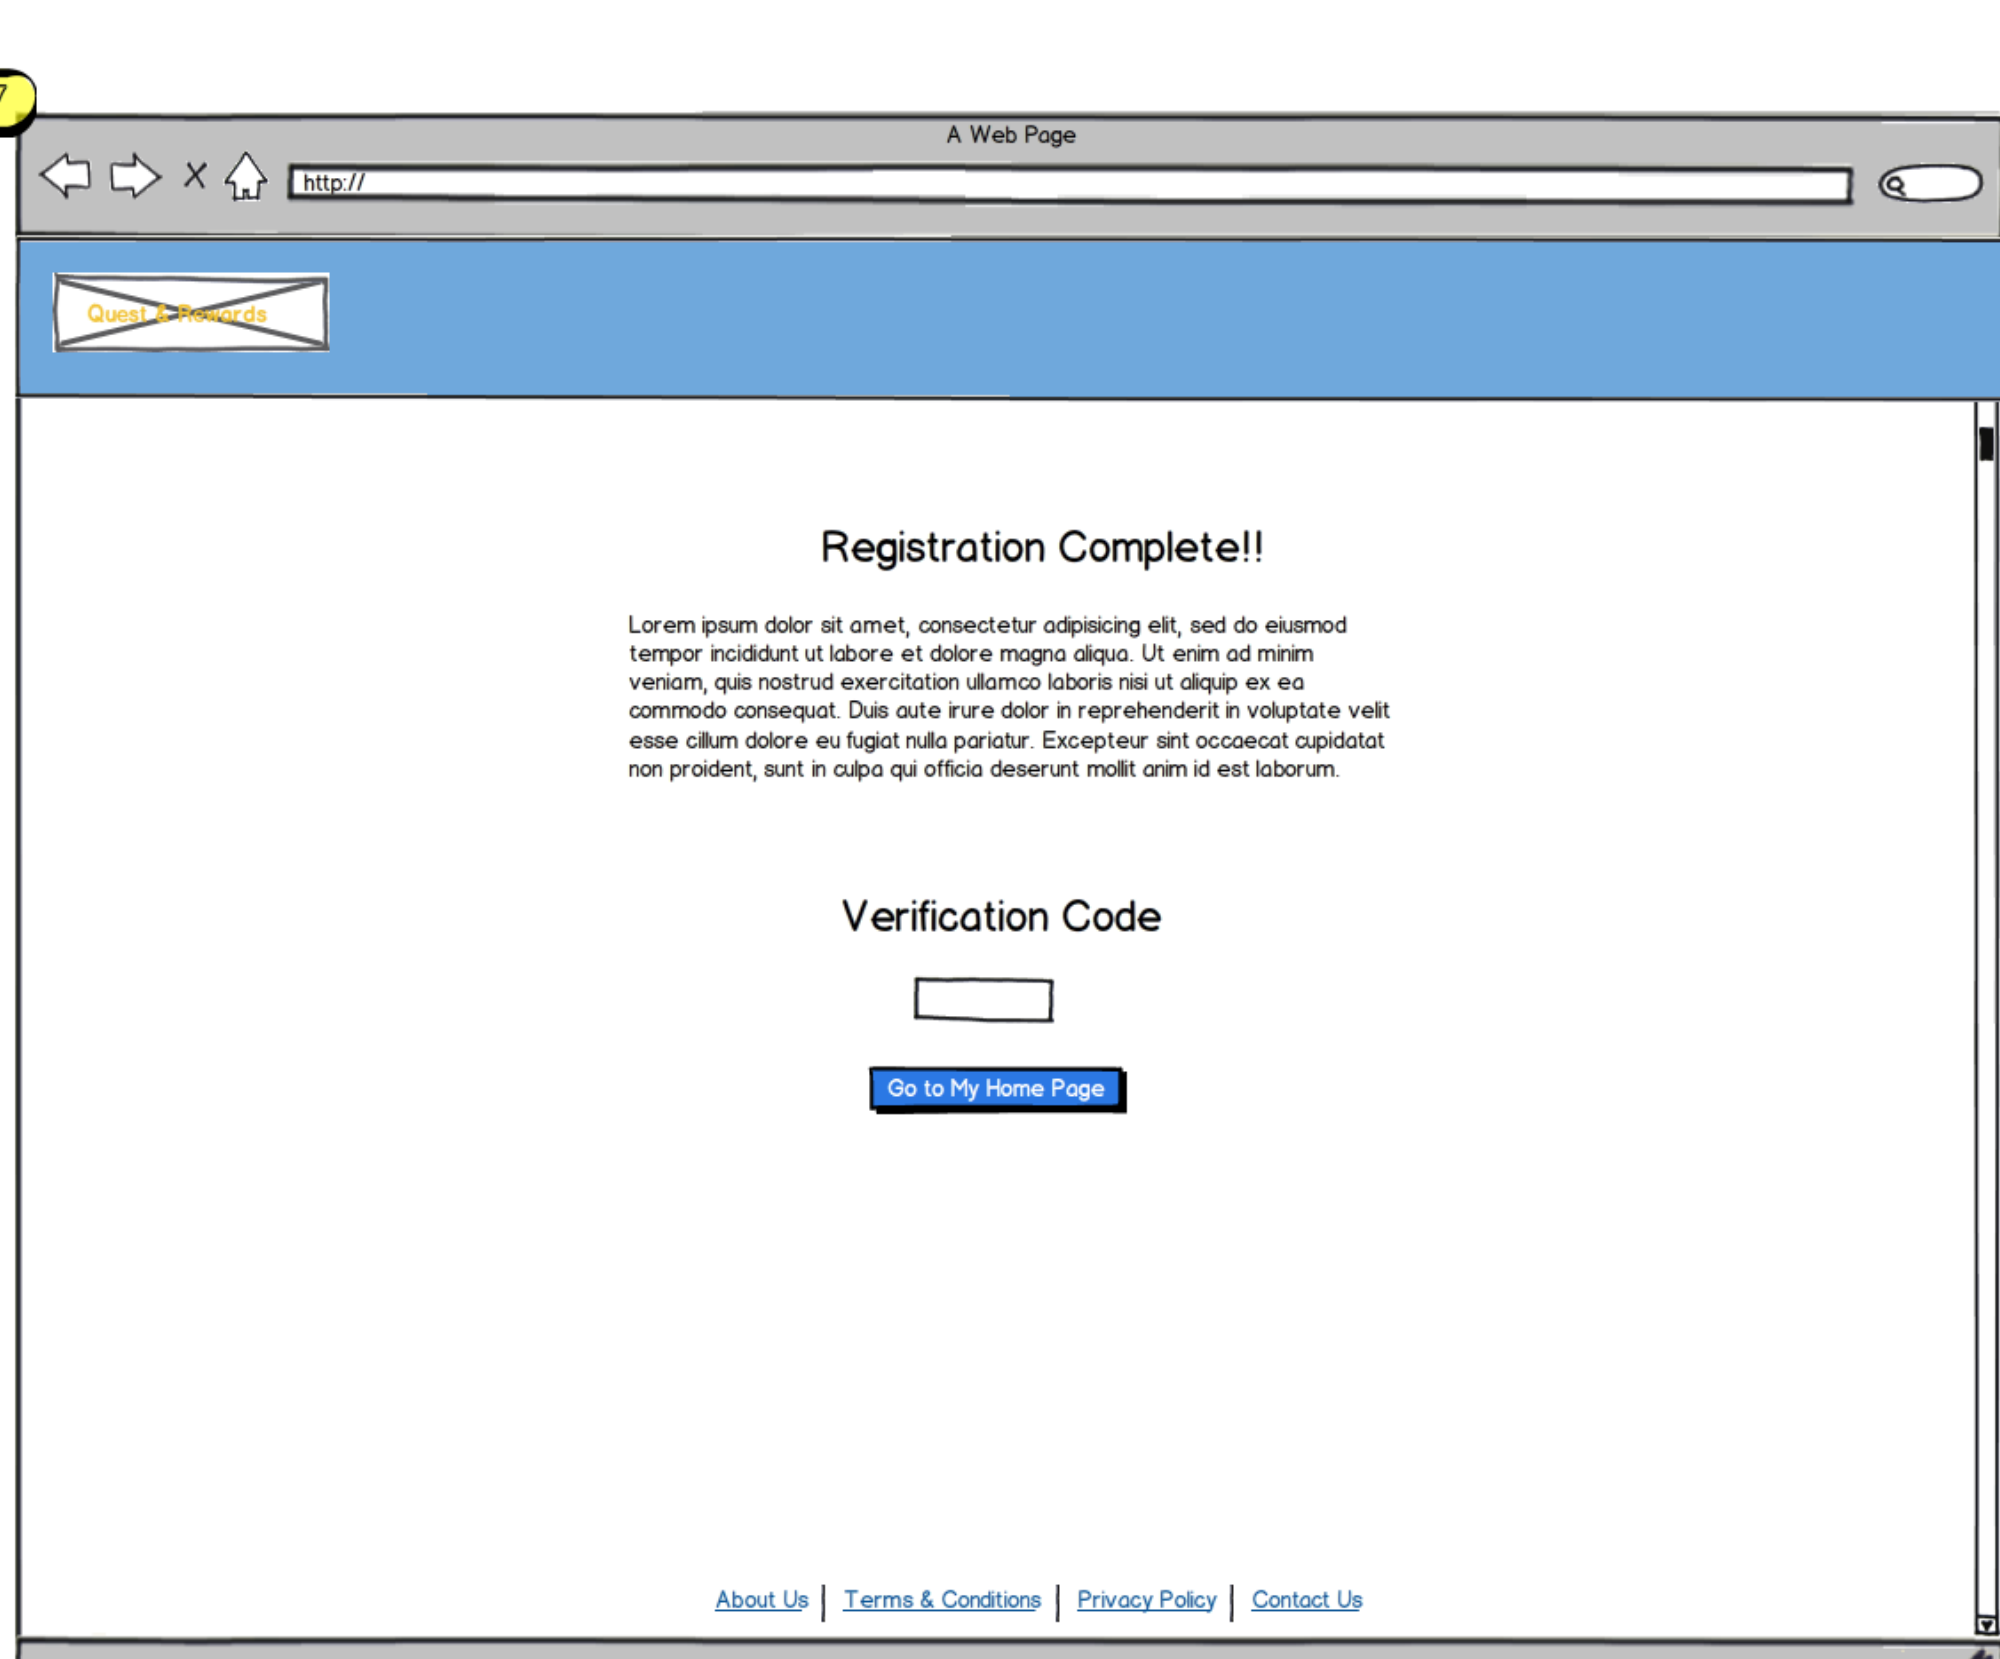 7
A Web Page
http://
Quest & Rewards
Registration Complete!!
Lorem ipsum dolor sit amet, consectetur adipisicing elit, sed do eiusmod
tempor incididunt ut labore et dolore magna aliqua. Ut enim ad minim
veniam, quis nostrud exercitation ullamco laboris nisi ut aliquip ex ea
commodo consequat. Duis aute irure dolor in reprehenderit in voluptate velit
esse cillum dolore eu fugiat nulla pariatur. Excepteur sint occaecat cupidatat
non proident, sunt in culpa qui officia deserunt mollit anim id est laborum.
Verification Code
Go to My Home Page
About Us | Terms & Conditions | Privacy Policy | Contact Us